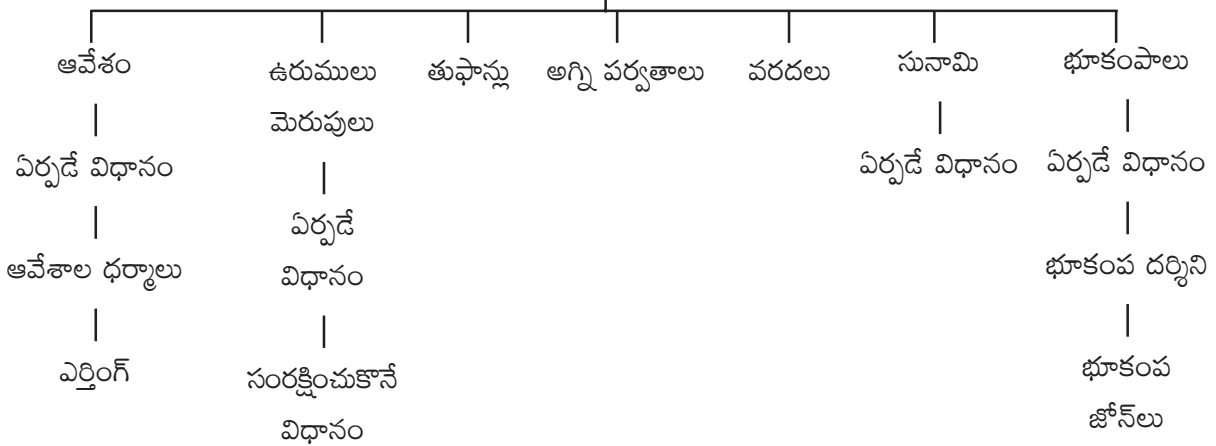 ఆవేశం
ఏర్పడే విధానం
ఆవేశాల ధర్మాలు
ఎర్తింగ్
ఉరుములు
మెరుపులు
ఏర్పడే
విధానం
సంరక్షించుకొనే
విధానం
తుఫాన్లు
అగ్ని పర్వతాలు
వరదలు
సునామి
ఏర్పడే విధానం
భూకంపాలు
ఏర్పడే విధానం
భూకంప దర్శిని
భూకంప
జోన్‌లు